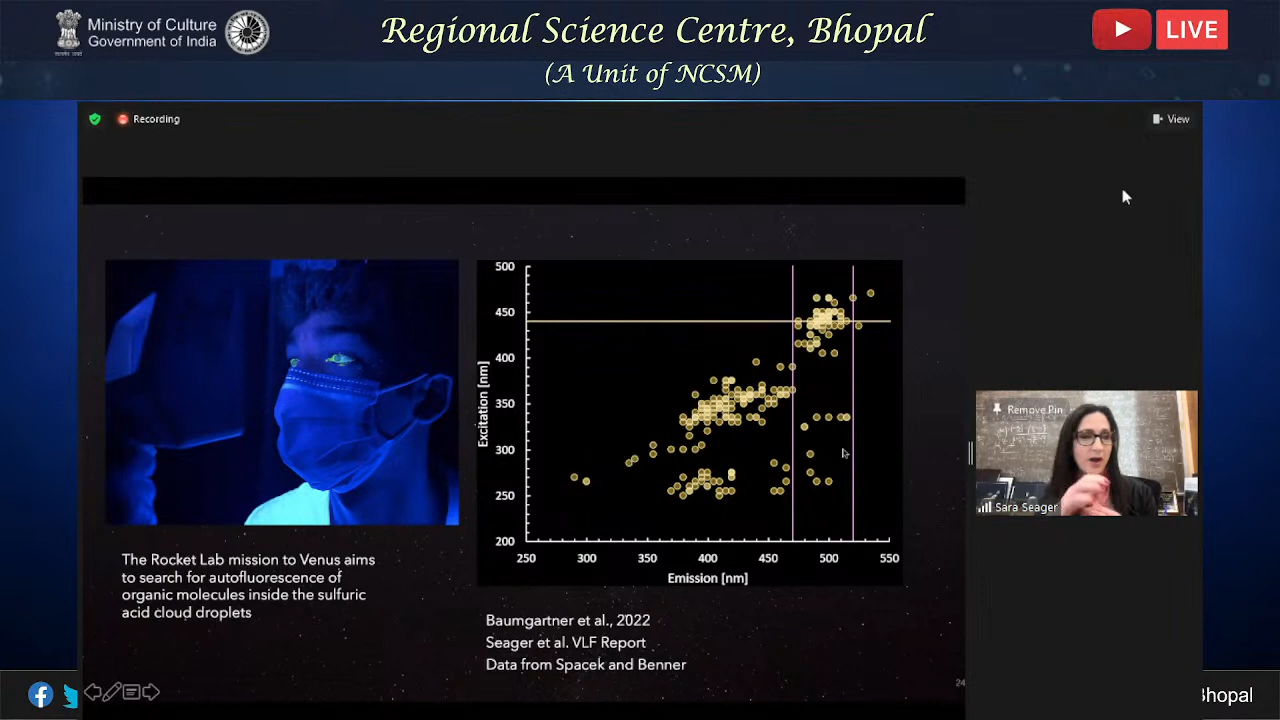 Ministry of Culture
Government of India
Regional Science Centre, Bhopal
(A Unit of NCSM)
LIVE
Recording
View
500
450
400
350
300
250
200
Excitation [nm]
250 300 350 400 450 500 550
Emission [nm]
The Rocket Lab mission to Venus aims
to search for autofluorescence of
organic molecules inside the sulfuric
acid cloud droplets
Baumgartner et al., 2022
Seager et al. VLF Report
Data from Spacek and Benner
24
Remove Pin
Sara Seager
Bhopal